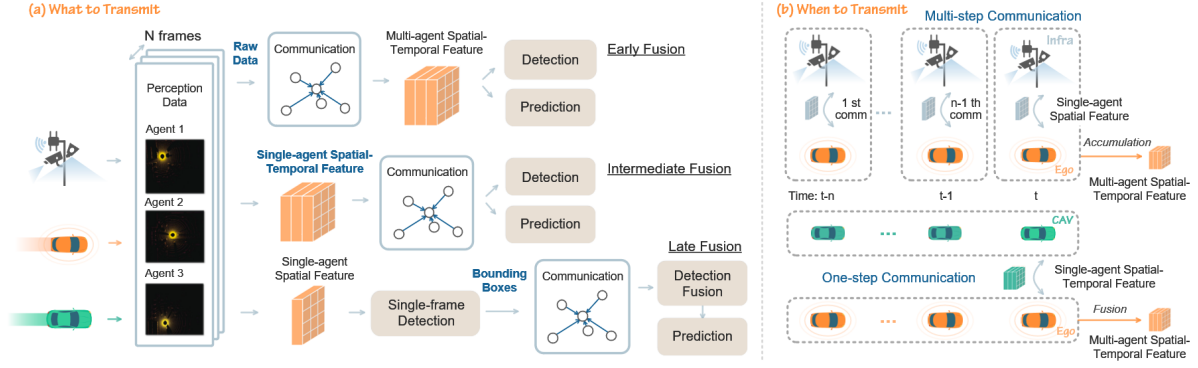 (a) What to Transmit
N frames
Perception
Data
Agent 1
Agent 2
Agent 3
Raw
Data
Communication
Multi-agent Spatial-
Temporal Feature
Early Fusion
Detection
Prediction
Single-agent Spatial-
Temporal Feature
Communication
Intermediate Fusion
Detection
Prediction
Single-agent
Spatial Feature
Single-frame
Detection
Bounding
Boxes
Communication
Late Fusion
Detection
Fusion
Prediction
(b) When to Transmit
Multi-step Communication
Infra
1 st
comm
...
n-1 th
comm
Single-agent
Spatial Feature
Ego
Accumulation
Multi-agent Spatial-
Temporal Feature
Time: t-n
t-1
t
CAV
...
One-step Communication
Single-agent Spatial-
Temporal Feature
...
Ego
Fusion
Multi-agent Spatial-
Temporal Feature